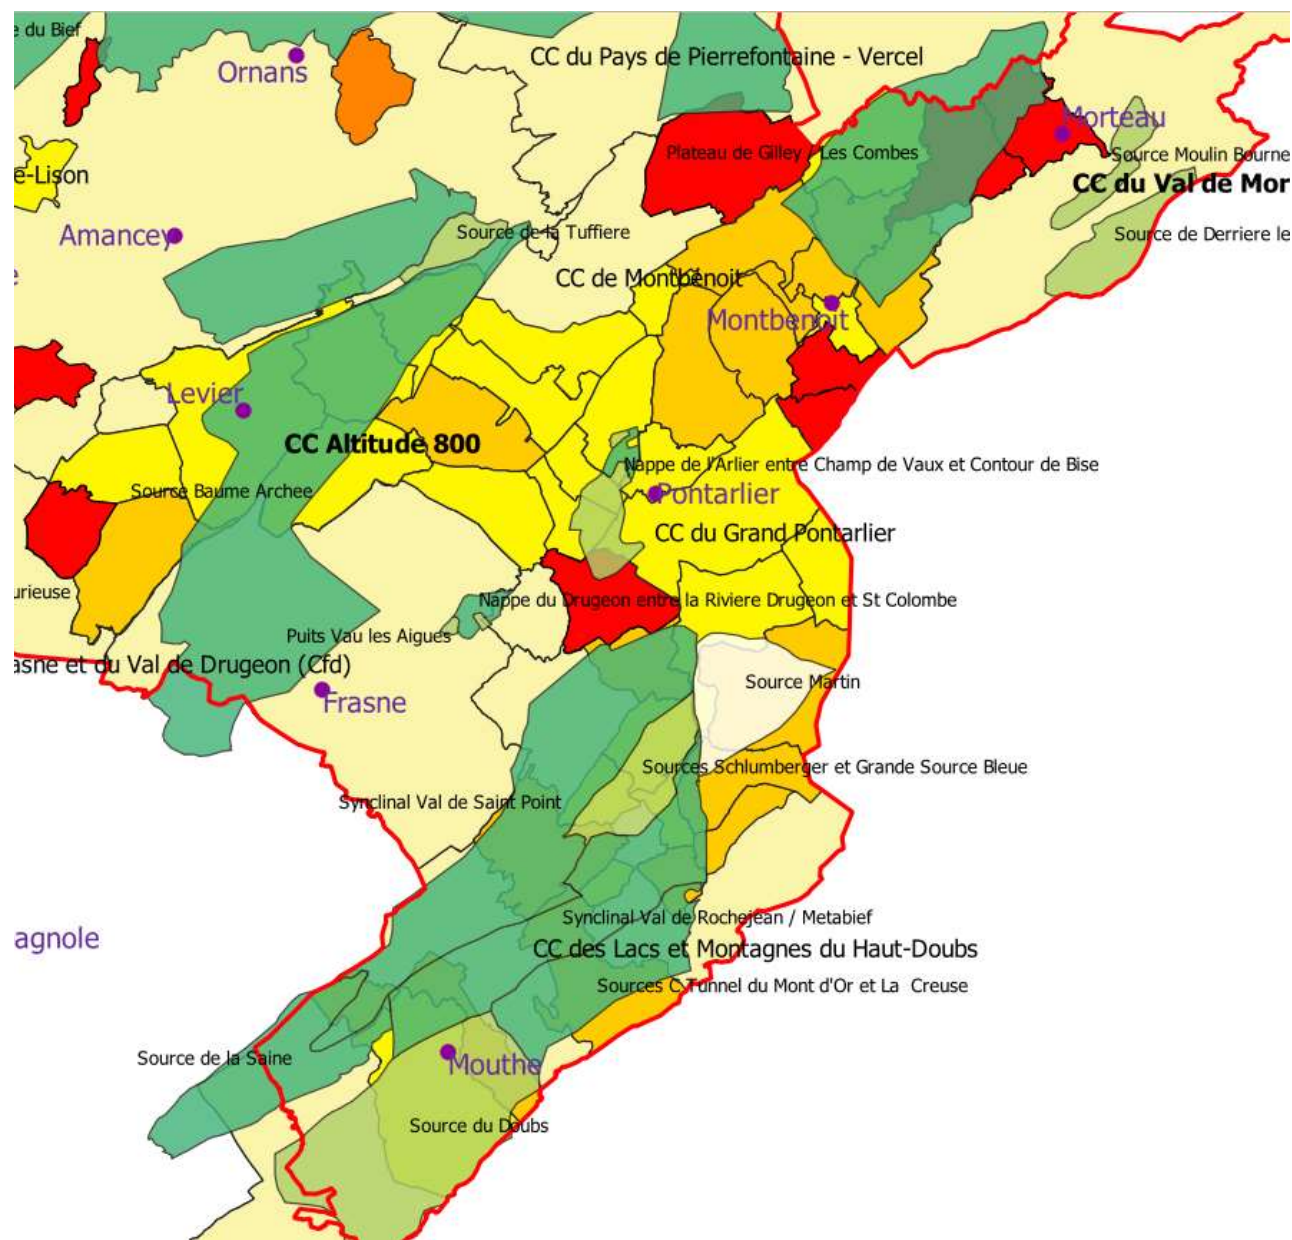 e du Bief
CC du Pays de Pierrefontaine - Vercel
Ornans
Morteau
Plateau de Gilley / Les Combes
Source Moulin Bourne
e-Lison
CC du Val de Mor
Source de la Tuffiere
Source de Derriere le
Amancey
e
CC de Montbenoit
Montbenoit
Levier
CC Altitude 800
Nappe de l'Arlier entre Champ de Vaux et Contour de Bise
Source Baume Archee
Pontarlier
CC du Grand Pontarlier
urieuse
Nappe du Drugeon entre la Riviere Drugeon et St Colombe
Puits Vau les Aigues
asne et du Val de Drugeon (Cfd)
Source Martin
Frasne
Sources Schlumberger et Grande Source Bleue
Synclinal Val de Saint Point
Synclinal Val de Rochejean / Metabief
agnole
CC des Lacs et Montagnes du Haut-Doubs
Sources C Tunnel du Mont d'Or et La Creuse
Source de la Saine
Mouthe
Source du Doubs